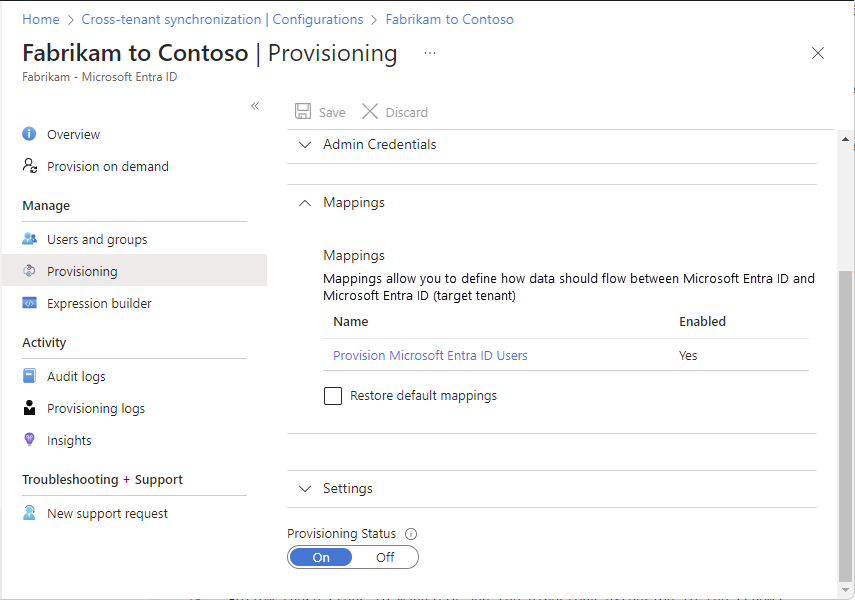 Home > Cross-tenant synchronization | Configurations > Fabrikam to Contoso
Fabrikam to Contoso | Provisioning ...
Fabrikam - Microsoft Entra ID
Overview
Provision on demand
Manage
Users and groups
Provisioning
Expression builder
Activity
Audit logs
Provisioning logs
Insights
Troubleshooting + Support
New support request
Save Discard
Admin Credentials
Mappings
Mappings
Mappings allow you to define how data should flow between Microsoft Entra ID and
Microsoft Entra ID (target tenant)
Name Enabled
Provision Microsoft Entra ID Users Yes
Restore default mappings
Settings
Provisioning Status
On Off